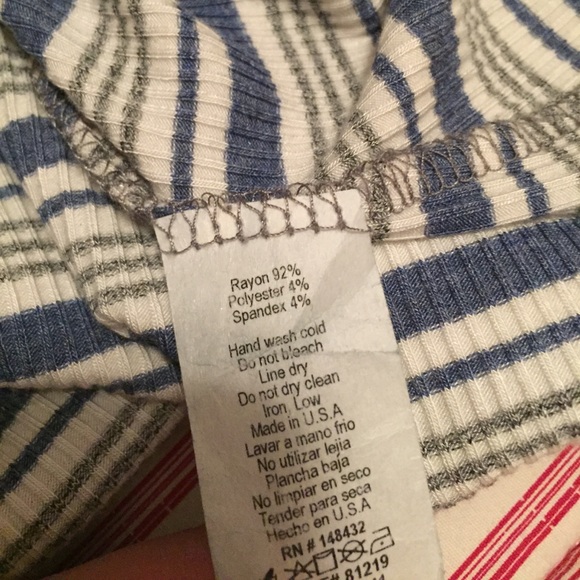 Rayon 92%
Polyester 4%
Spandex 4%
Hand wash cold
Do not bleach
Line dry
Do not dry clean
Iron, Low
Made in U.S.A
Lavar a mano frio
No utilizar lejia
Plancha baja
No limpiar en seco
Tender para seca
Hecho en U.S.A
RN # 148432
# 81219